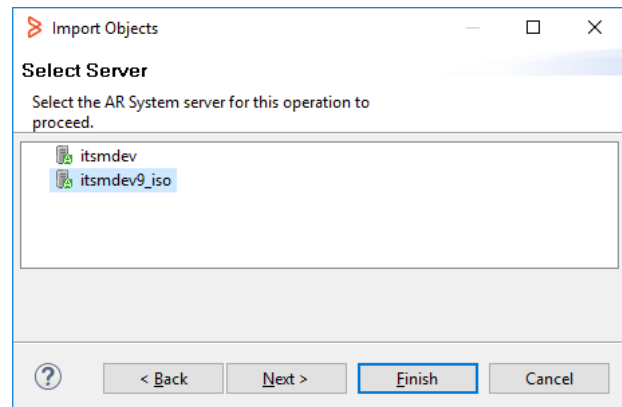 Import Objects
Select Server
Select the AR System server for this operation to
proceed.
itsmdev
itsmdev9_iso
? < Back Next > Finish Cancel